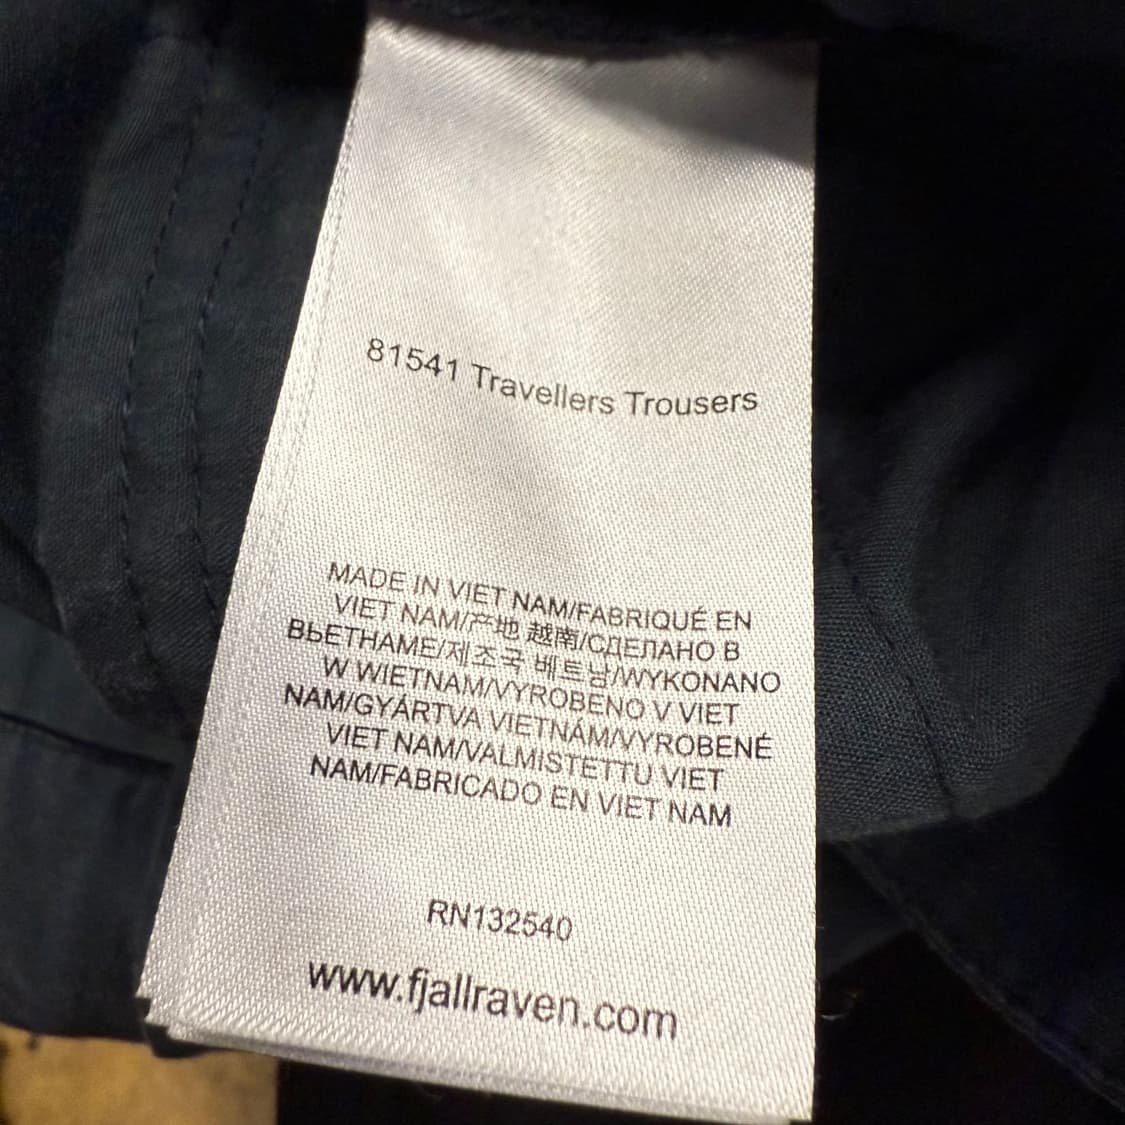 81541 Travellers Trousers
MADE IN VIET NAM/FABRIQUÉ EN
VIET NAM/产地 越南/СДЕЛАНО В
ВЬЕТНАМЕ/제조국 베트남/WYKONANO
W WIETNAM/VYROBENO V VIET
NAM/GYÁRTVA VIETNÁM/VYROBENÉ
VIET NAM/VALMISTETTU VIET
NAM/FABRICADO EN VIET NAM
RN132540
www.fjallraven.com